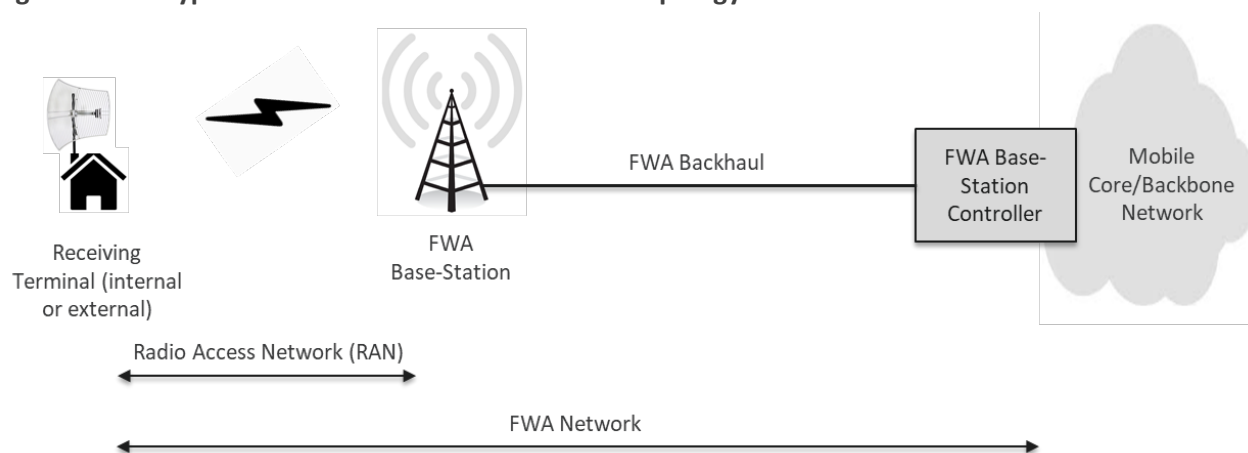 FWA Backhaul
FWA Base-
Station
Controller
Mobile
Core/Backbone
Network
Receiving
Terminal (internal
or external)
FWA
Base-Station
Radio Access Network (RAN)
FWA Network